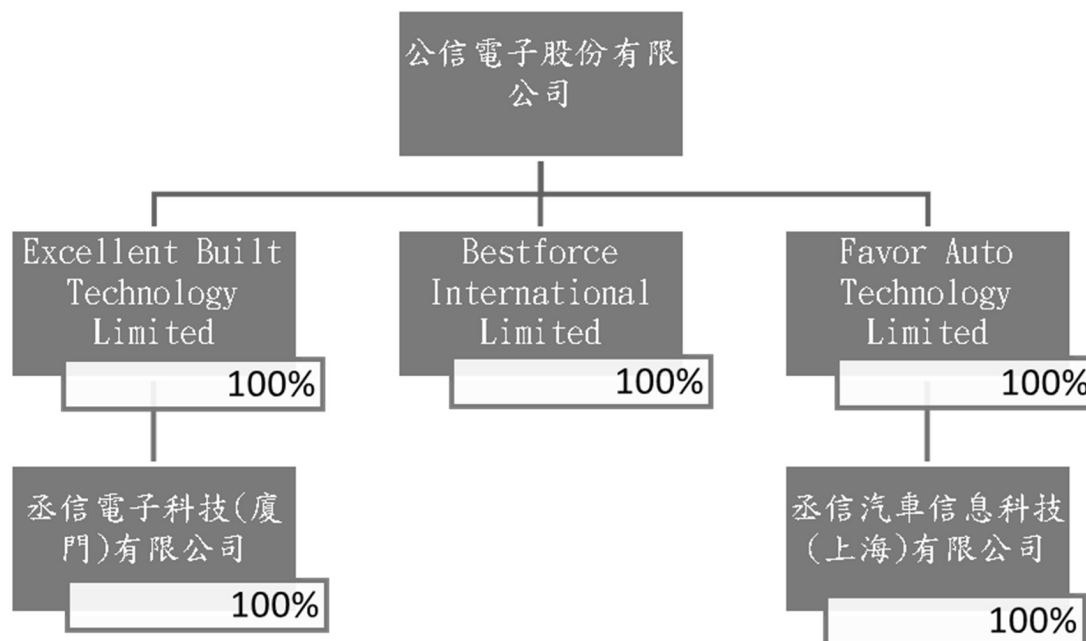 公信電子股份有限
公司
Excellent Built
Technology
Limited
100%
Bestforce
International
Limited
100%
Favor Auto
Technology
Limited
100%
丞信電子科技(廈
門)有限公司
100%
丞信汽車信息科技
(上海)有限公司
100%